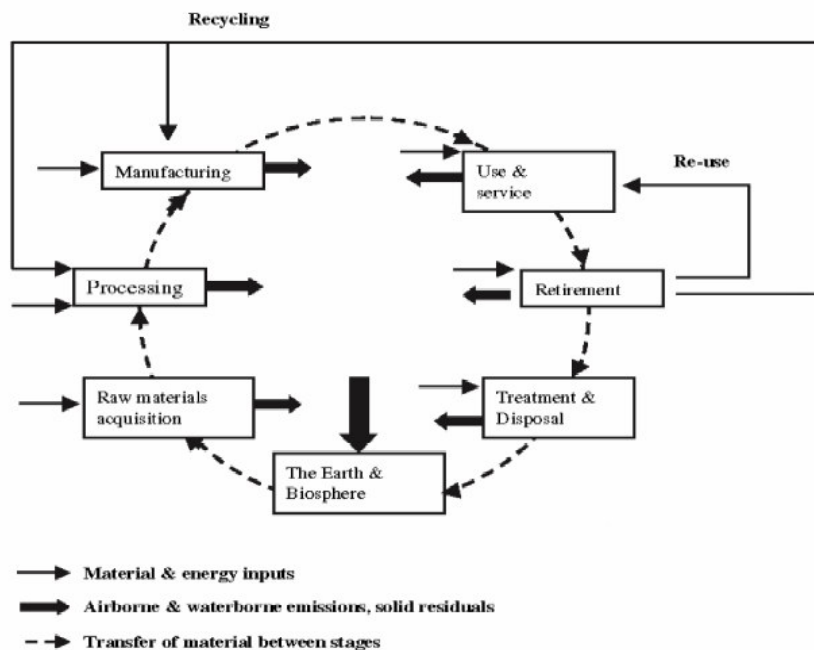 Recycling
Manufacturing
Use &
service
Re-use
Processing
Retirement
Raw materials
acquisition
Treatment &
Disposal
The Earth &
Biosphere
Material & energy inputs
Airborne & waterborne emissions, solid residuals
Transfer of material between stages